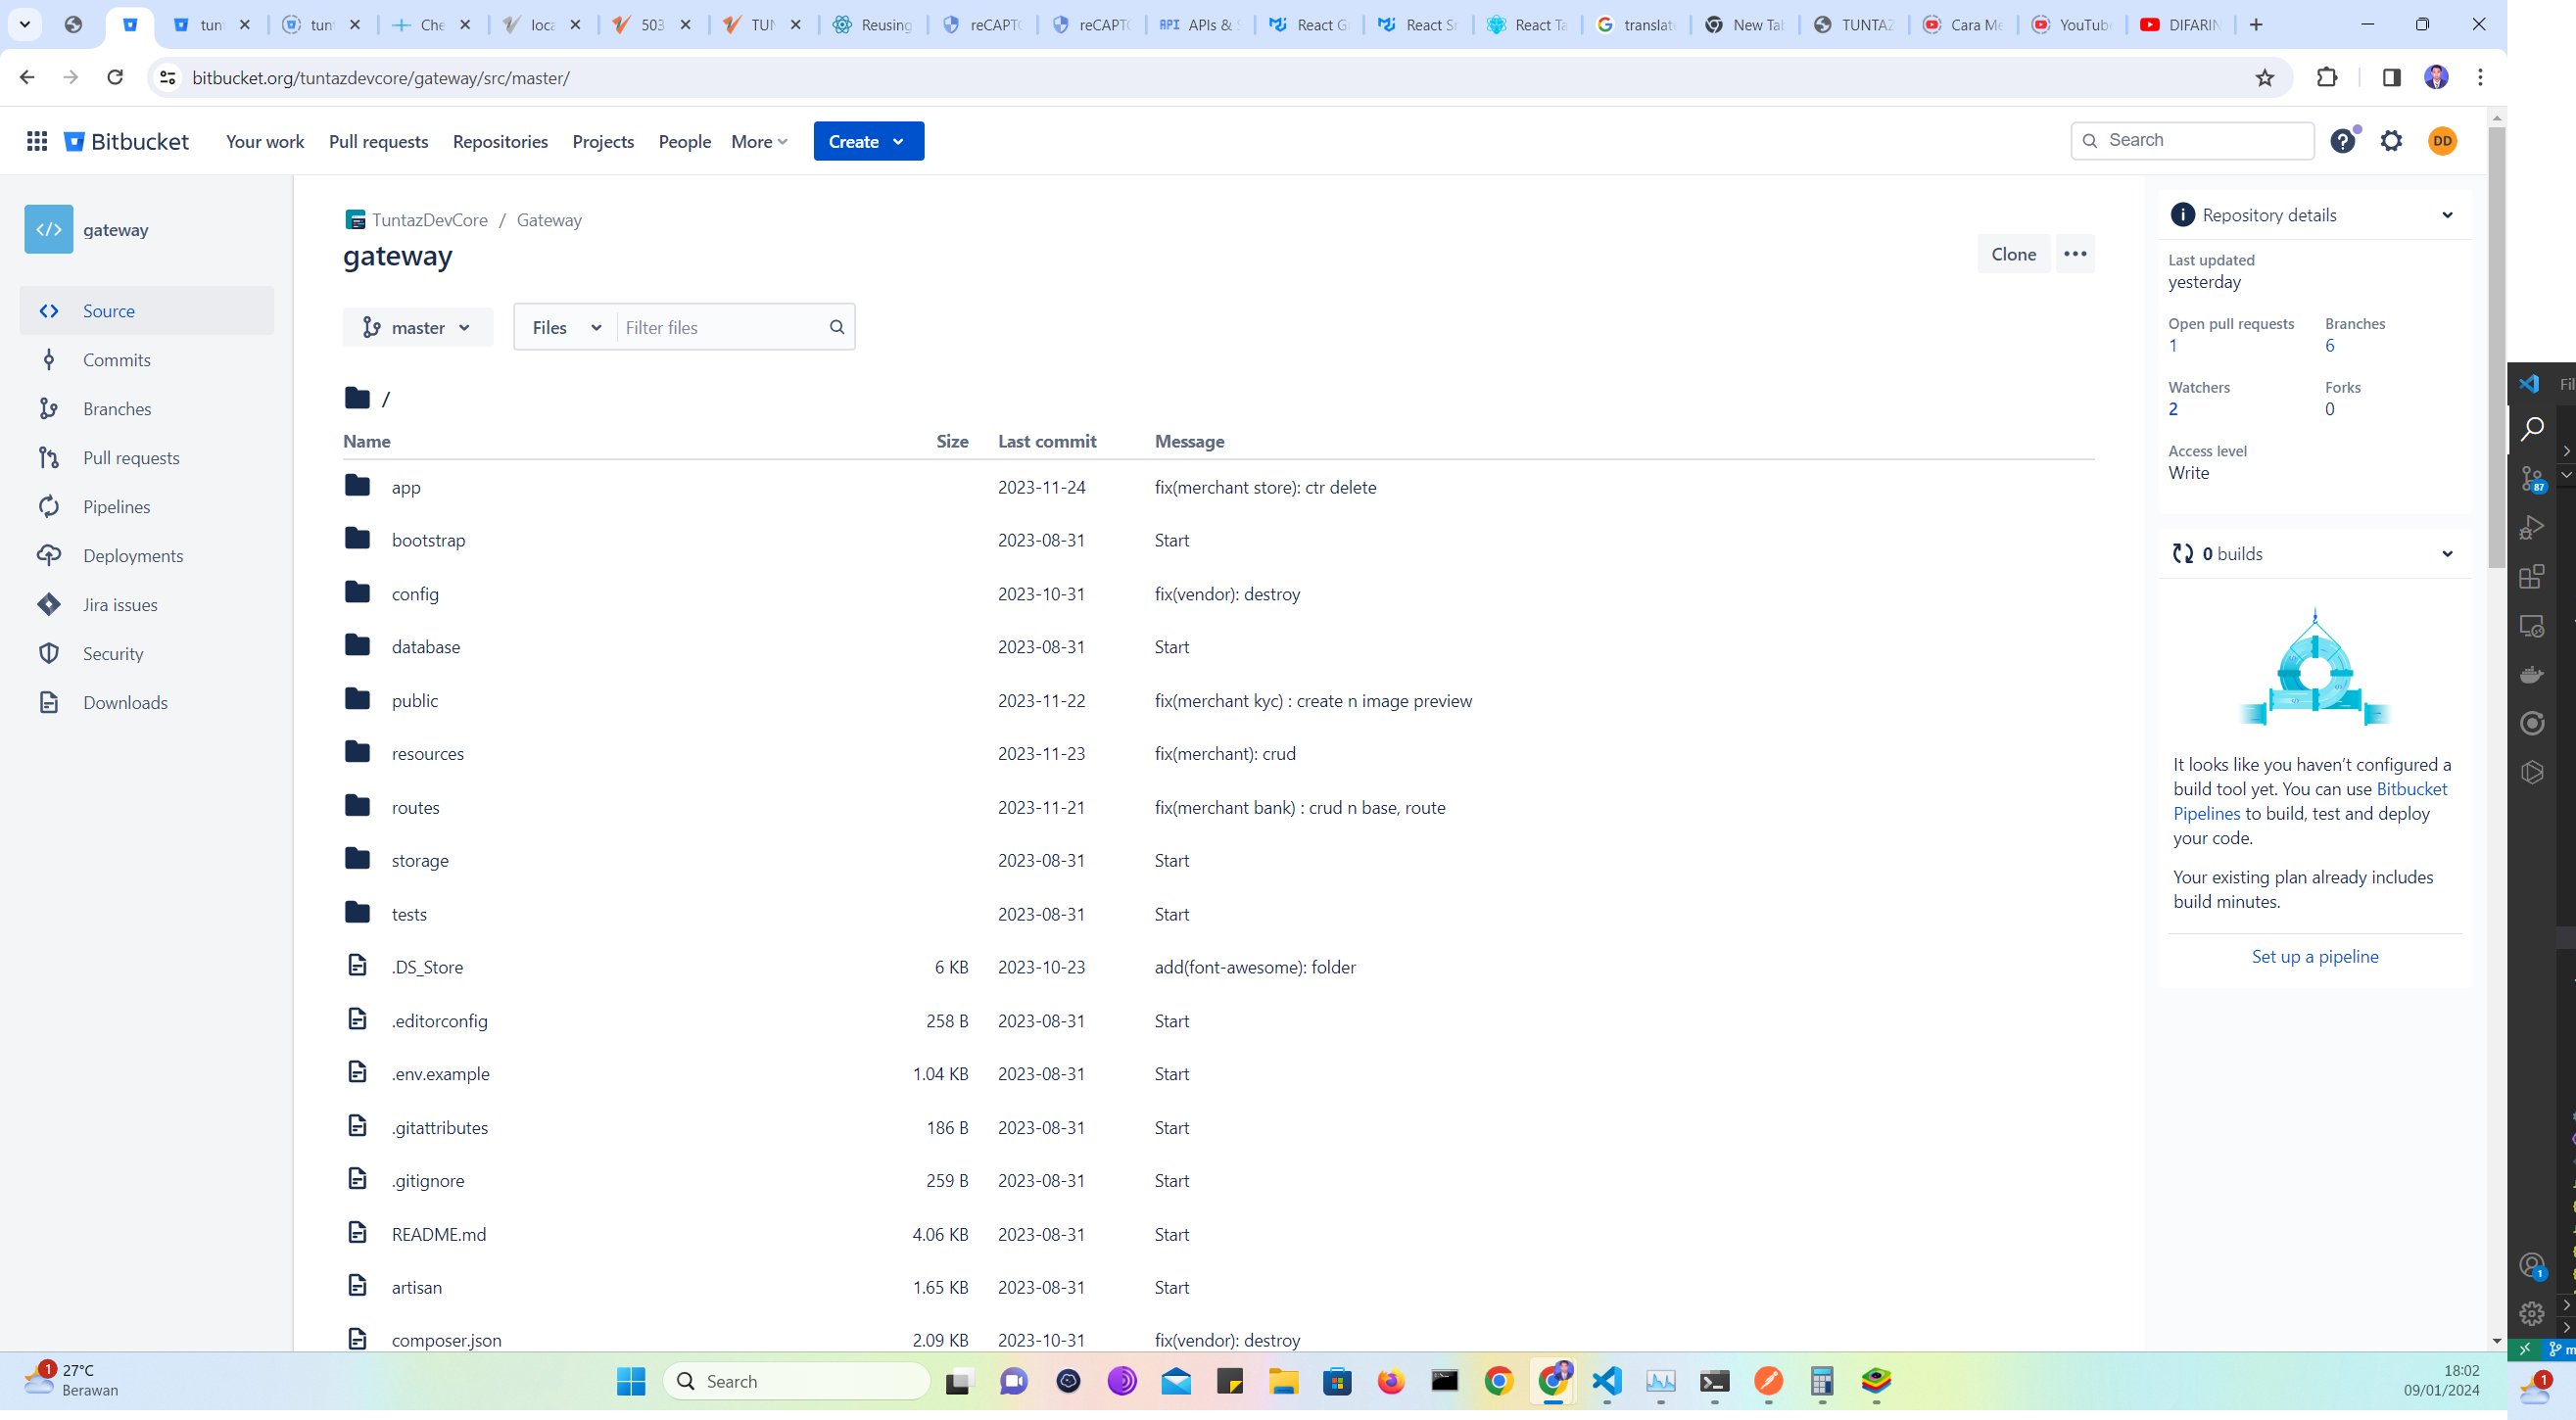 tunt
tunt
Che
loca
503
TUN
Reusing
reCAPTC
reCAPTC
API APIs & S
React G
React Sn
React Ta
translate
New Tab
TUNTAZ
Cara Me
YouTube
DIFARIN
bitbucket.org/tuntazdevcore/gateway/src/master/
Bitbucket
Your work
Pull requests
Repositories
Projects
People
More
Create
Search
DD
gateway
Source
Commits
Branches
Pull requests
Pipelines
Deployments
Jira issues
Security
Downloads
TuntazDevCore / Gateway
gateway
Clone
master
Files
Filter files
/
Name Size Last commit Message
app 2023-11-24 fix(merchant store): ctr delete
bootstrap 2023-08-31 Start
config 2023-10-31 fix(vendor): destroy
database 2023-08-31 Start
public 2023-11-22 fix(merchant kyc) : create n image preview
resources 2023-11-23 fix(merchant): crud
routes 2023-11-21 fix(merchant bank) : crud n base, route
storage 2023-08-31 Start
tests 2023-08-31 Start
.DS_Store 6 KB 2023-10-23 add(font-awesome): folder
.editorconfig 258 B 2023-08-31 Start
.env.example 1.04 KB 2023-08-31 Start
.gitattributes 186 B 2023-08-31 Start
.gitignore 259 B 2023-08-31 Start
README.md 4.06 KB 2023-08-31 Start
artisan 1.65 KB 2023-08-31 Start
composer.json 2.09 KB 2023-10-31 fix(vendor): destroy
Repository details
Last updated
yesterday
Open pull requests Branches
1 6
Watchers Forks
2 0
Access level
Write
0 builds
It looks like you haven't configured a
build tool yet. You can use Bitbucket
Pipelines to build, test and deploy
your code.
Your existing plan already includes
build minutes.
Set up a pipeline
Fil
87
1
m
1
1
27°C
Berawan
Search
18:02
09/01/2024